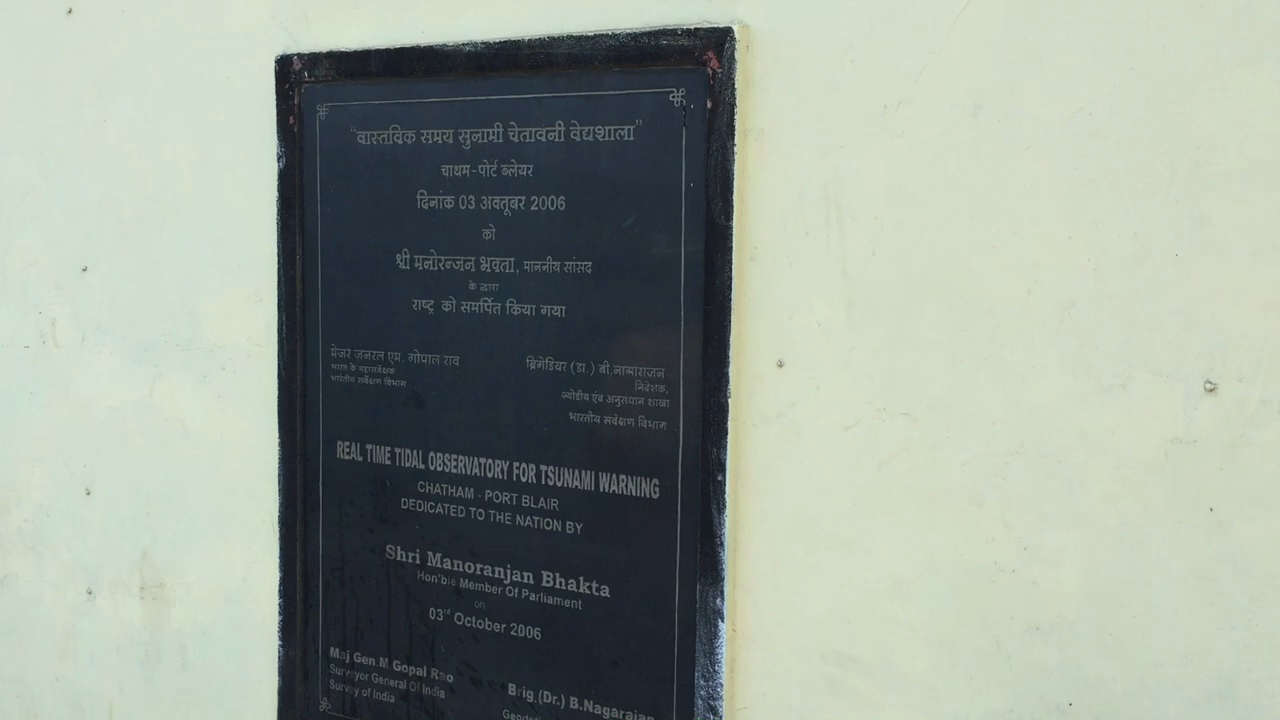 “वास्तविक समय सुनामी चेतावनी वेद्यशाला”
चाथम-पोर्ट ब्लेयर
दिनांक 03 अक्तूबर 2006
को
श्री मनोरन्जन भक्ता, माननीय सांसद
के द्वारा
राष्ट्र को समर्पित किया गया
मेजर जनरल एम. गोपाल राव
भारत के महासर्वेक्षक
भारतीय सर्वेक्षण विभाग
ब्रिगेडियर (डा.) बी.नागराजन
निदेशक,
एवं अनुसंधान शाखा
भारतीय सर्वेक्षण विभाग
REAL TIME TIDAL OBSERVATORY FOR TSUNAMI WARNING
CHATHAM - PORT BLAIR
DEDICATED TO THE NATION BY
Shri Manoranjan Bhakta
Hon'ble Member Of Parliament
on
03rd October 2006
Maj Gen.M Gopal Rao
Surveyor General Of India
Survey of India
Brig.(Dr.) B.Nagarajan